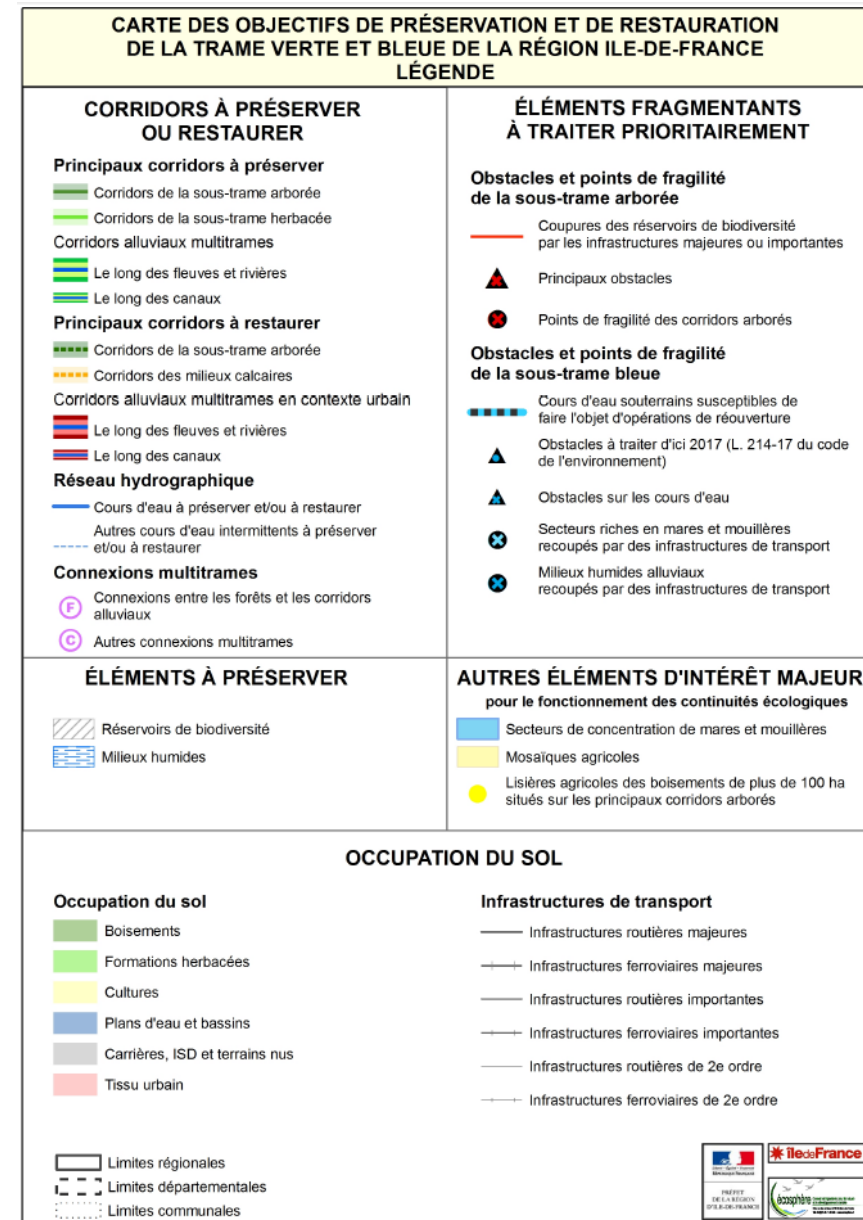 CARTE DES OBJECTIFS DE PRÉSERVATION ET DE RESTAURATION
DE LA TRAME VERTE ET BLEUE DE LA RÉGION ILE-DE-FRANCE
LÉGENDE
CORRIDORS À PRÉSERVER
OU RESTAURER
Principaux corridors à préserver
Corridors de la sous-trame arborée
Corridors de la sous-trame herbacée
Corridors alluviaux multitrames
Le long des fleuves et rivières
Le long des canaux
Principaux corridors à restaurer
Corridors de la sous-trame arborée
Corridors des milieux calcaires
Corridors alluviaux multitrames en contexte urbain
Le long des fleuves et rivières
Le long des canaux
Réseau hydrographique
Cours d'eau à préserver et/ou à restaurer
Autres cours d'eau intermittents à préserver
et/ou à restaurer
Connexions multitrames
F
Connexions entre les forêts et les corridors
alluviaux
C
Autres connexions multitrames
ÉLÉMENTS FRAGMENTANTS
À TRAITER PRIORITAIREMENT
Obstacles et points de fragilité
de la sous-trame arborée
Coupures des réservoirs de biodiversité
par les infrastructures majeures ou importantes
Principaux obstacles
Points de fragilité des corridors arborés
Obstacles et points de fragilité
de la sous-trame bleue
Cours d'eau souterrains susceptibles de
faire l'objet d'opérations de réouverture
Obstacles à traiter d'ici 2017 (L. 214-17 du code
de l'environnement)
Obstacles sur les cours d'eau
Secteurs riches en mares et mouillères
recoupés par des infrastructures de transport
Milieux humides alluviaux
recoupés par des infrastructures de transport
ÉLÉMENTS À PRÉSERVER
Réservoirs de biodiversité
Milieux humides
AUTRES ÉLÉMENTS D'INTÉRÊT MAJEUR
pour le fonctionnement des continuités écologiques
Secteurs de concentration de mares et mouillères
Mosaïques agricoles
Lisières agricoles des boisements de plus de 100 ha
situés sur les principaux corridors arborés
OCCUPATION DU SOL
Occupation du sol
Boisements
Formations herbacées
Cultures
Plans d'eau et bassins
Carrières, ISD et terrains nus
Tissu urbain
Infrastructures de transport
Infrastructures routières majeures
Infrastructures ferroviaires majeures
Infrastructures routières importantes
Infrastructures ferroviaires importantes
Infrastructures routières de 2e ordre
Infrastructures ferroviaires de 2e ordre
Limites régionales
Limites départementales
Limites communales
PRÉFET
DE LA RÉGION
D'ILE-DE-FRANCE
îledeFrance
écosphère